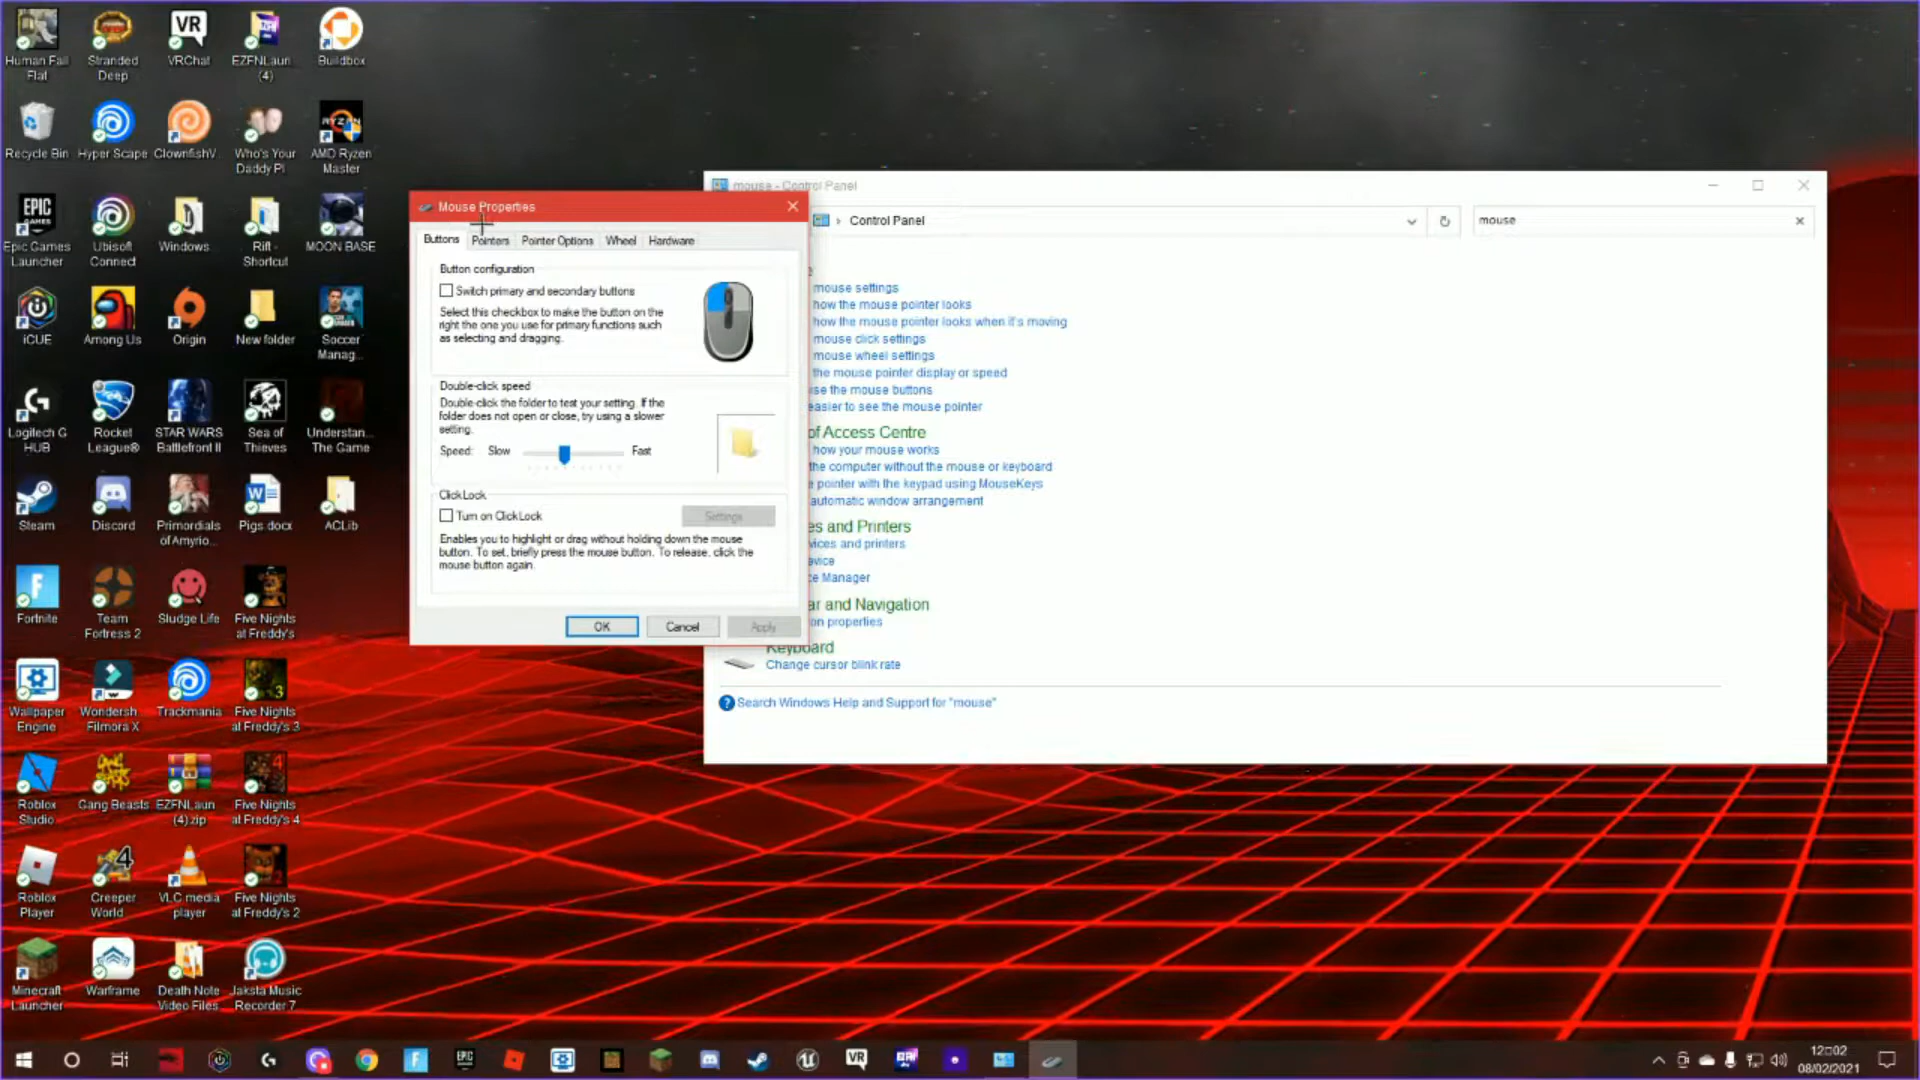 Human Fall
Flat
Stranded
Deep
VRChat
EZFNLaun...
(4)
Buildbox
Recycle Bin
Hyper Scape
ClownfishV...
Who's Your
Daddy Pl...
AMD Ryzen
Master
Epic Games
Launcher
Ubisoft
Connect
Windows
Rift -
Shortcut
MOON BASE
iCUE
Among Us
Origin
New folder
Soccer
Manag...
Logitech G
HUB
Rocket
League®
STAR WARS
Battlefront II
Sea of
Thieves
Understan...
The Game
Steam
Discord
Primordials
of Amyrio...
Pigs.docx
ACLib
Fortnite
Team
Fortress 2
Sludge Life
Five Nights
at Freddy's
Wallpaper
Engine
Wondersh...
Filmora X
Trackmania
Five Nights
at Freddy's 3
Roblox
Studio
Gang Beasts
EZFNLaun...
(4).zip
Five Nights
at Freddy's 4
Roblox
Player
Creeper
World
VLC media
player
Five Nights
at Freddy's 2
Minecraft
Launcher
Warframe
Death Note
Video Files
Jaksta Music
Recorder 7
Mouse Properties
Buttons
Pointers
Pointer Options
Wheel
Hardware
Button configuration
Switch primary and secondary buttons
Select this checkbox to make the button on the
right the one you use for primary functions such
as selecting and dragging.
Double-click speed
Double-click the folder to test your setting. If the
folder does not open or close, try using a slower
setting.
Speed: Slow Fast
ClickLock
Turn on ClickLock
Settings...
Enables you to highlight or drag without holding down the mouse
button. To set, briefly press the mouse button. To release, click the
mouse button again.
OK
Cancel
Apply
mouse - Control Panel
Control Panel
mouse
mouse settings
how the mouse pointer looks
how the mouse pointer looks when it's moving
mouse click settings
mouse wheel settings
the mouse pointer display or speed
se the mouse buttons
easier to see the mouse pointer
of Access Centre
how your mouse works
the computer without the mouse or keyboard
pointer with the keypad using MouseKeys
automatic window arrangement
es and Printers
vices and printers
evice
ce Manager
ar and Navigation
on properties
Keyboard
Change cursor blink rate
Search Windows Help and Support for "mouse"
12:02
08/02/2021